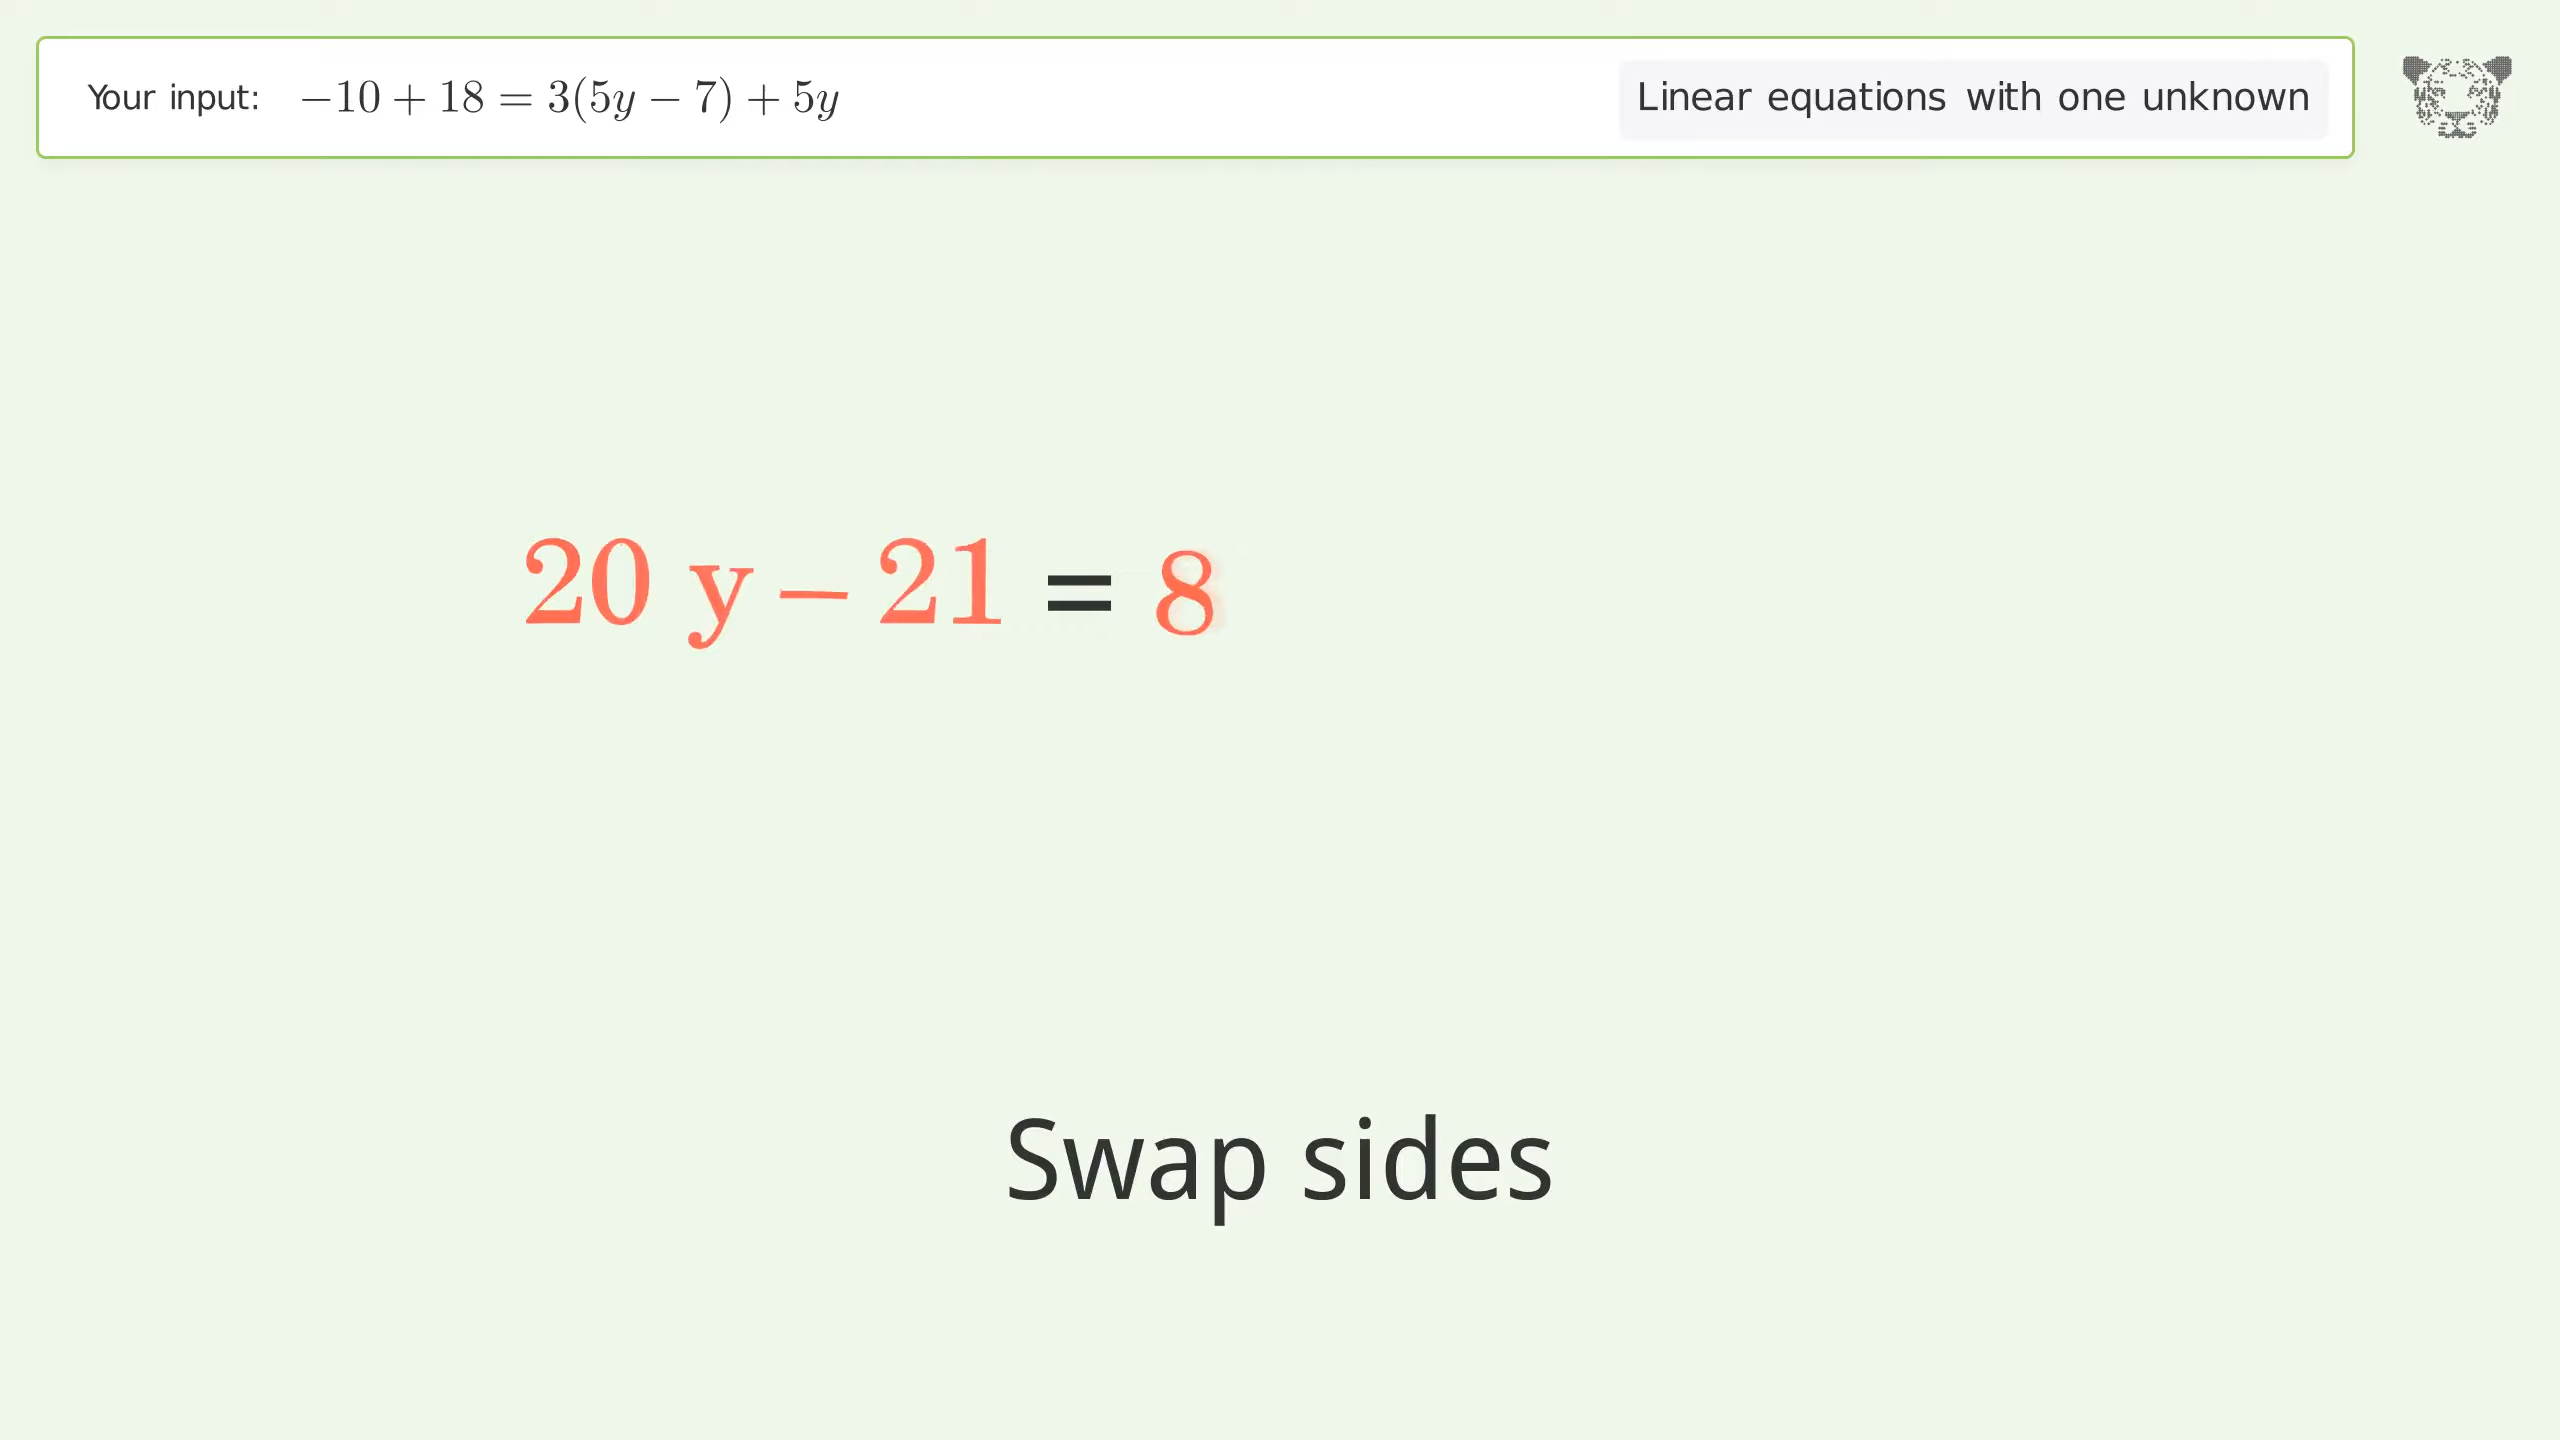 Your input: −10 + 18 = 3(5y − 7) + 5y
Linear equations with one unknown
20 y − 21 = 8
Swap sides